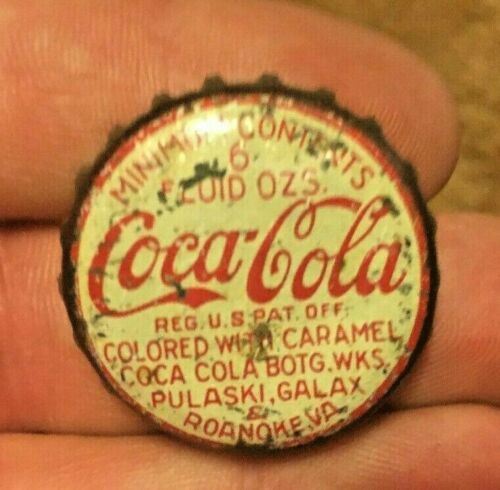 MINIMUM CONTENTS
6
FLUID OZS.
Coca-Cola
REG. U.S PAT. OFF.
COLORED WITH CARAMEL
COCA COLA BOTG. WKS.
PULASKI, GALAX
&
ROANOKE, VA.